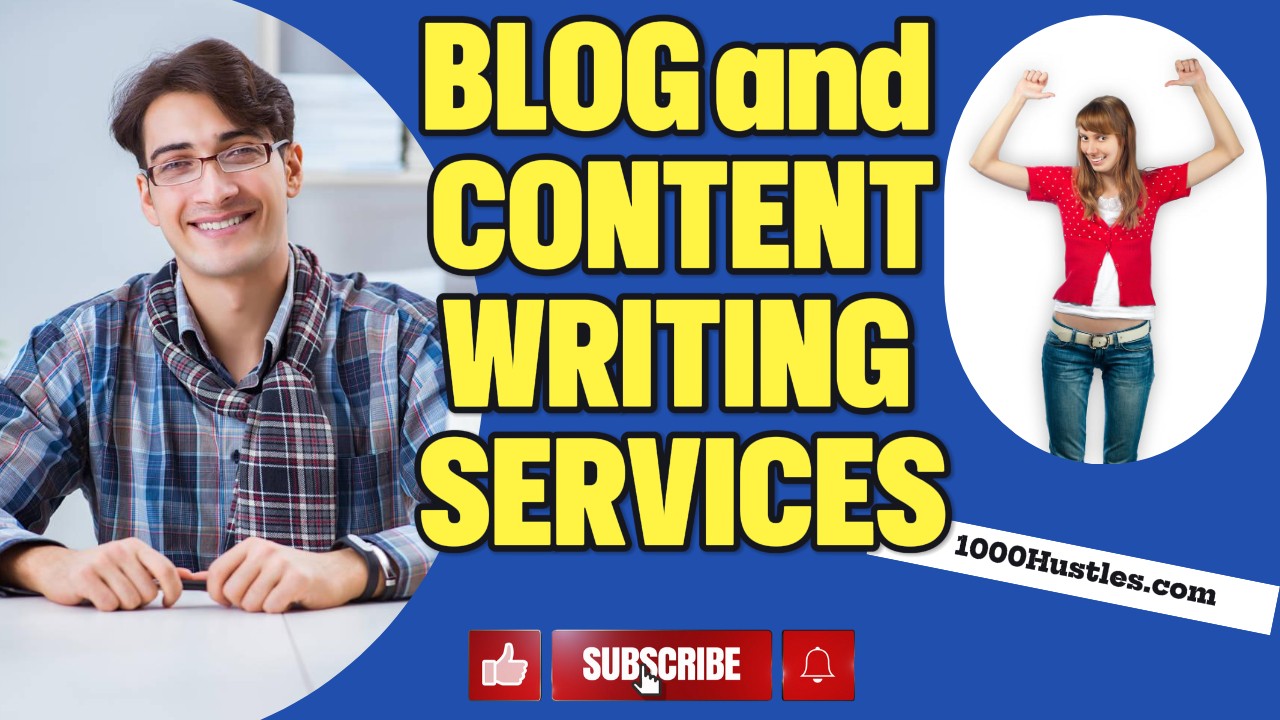 BLOG and
CONTENT
WRITING
SERVICES
1000Hustles.com
SUBSCRIBE